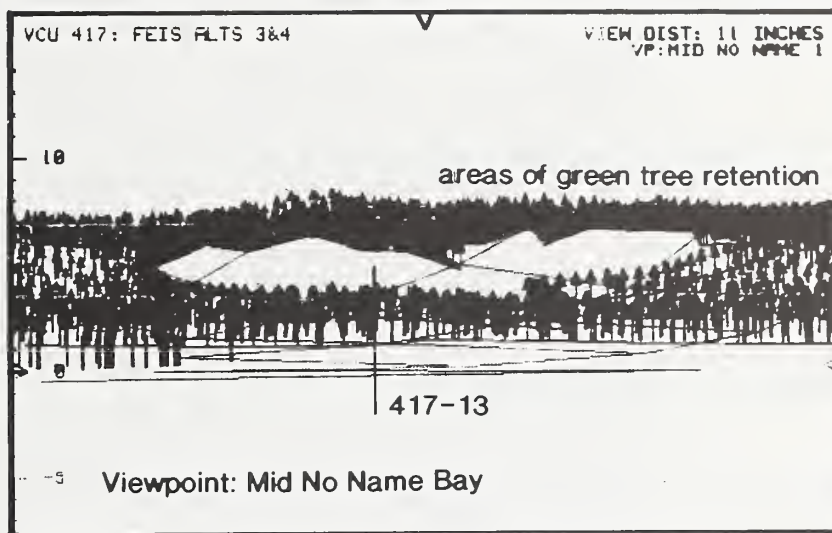 VCU 417: FEIS ALTS 3&4
VIEW DIST: 11 INCHES
VP:MID NO NAME 1
10
areas of green tree retention
0
417-13
-5
Viewpoint: Mid No Name Bay